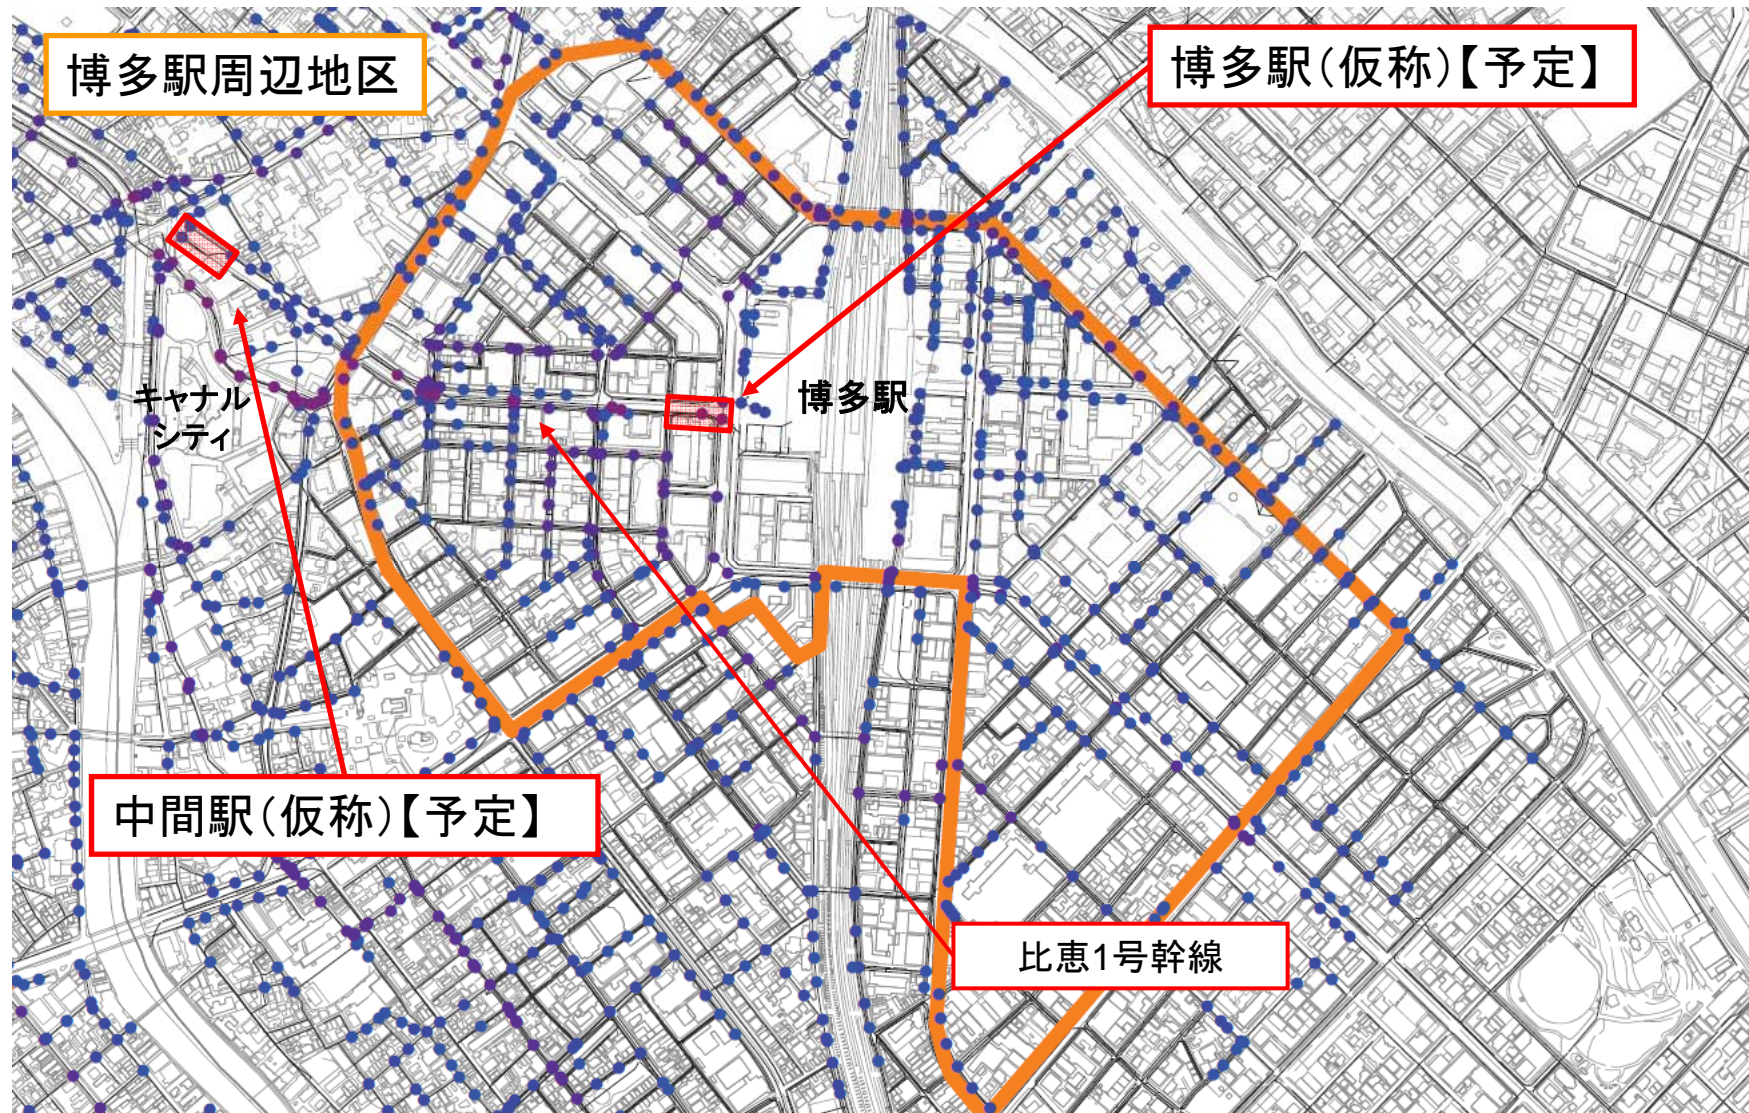 博多駅周辺地区
博多駅(仮称)【予定】
キャナル
シティ
博多駅
中間駅(仮称)【予定】
比恵1号幹線